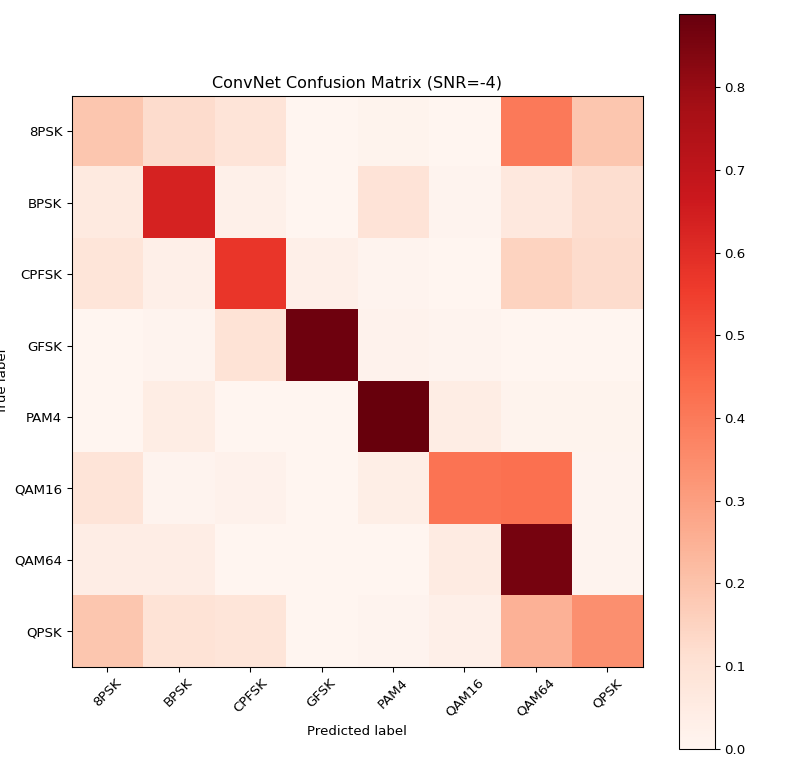 ConvNet Confusion Matrix (SNR=-4)
8PSK
BPSK
CPFSK
GFSK
PAM4
QAM16
QAM64
QPSK
8PSK BPSK CPFSK GFSK PAM4 QAM16 QAM64 QPSK
Predicted label
0.8
0.7
0.6
0.5
0.4
0.3
0.2
0.1
0.0